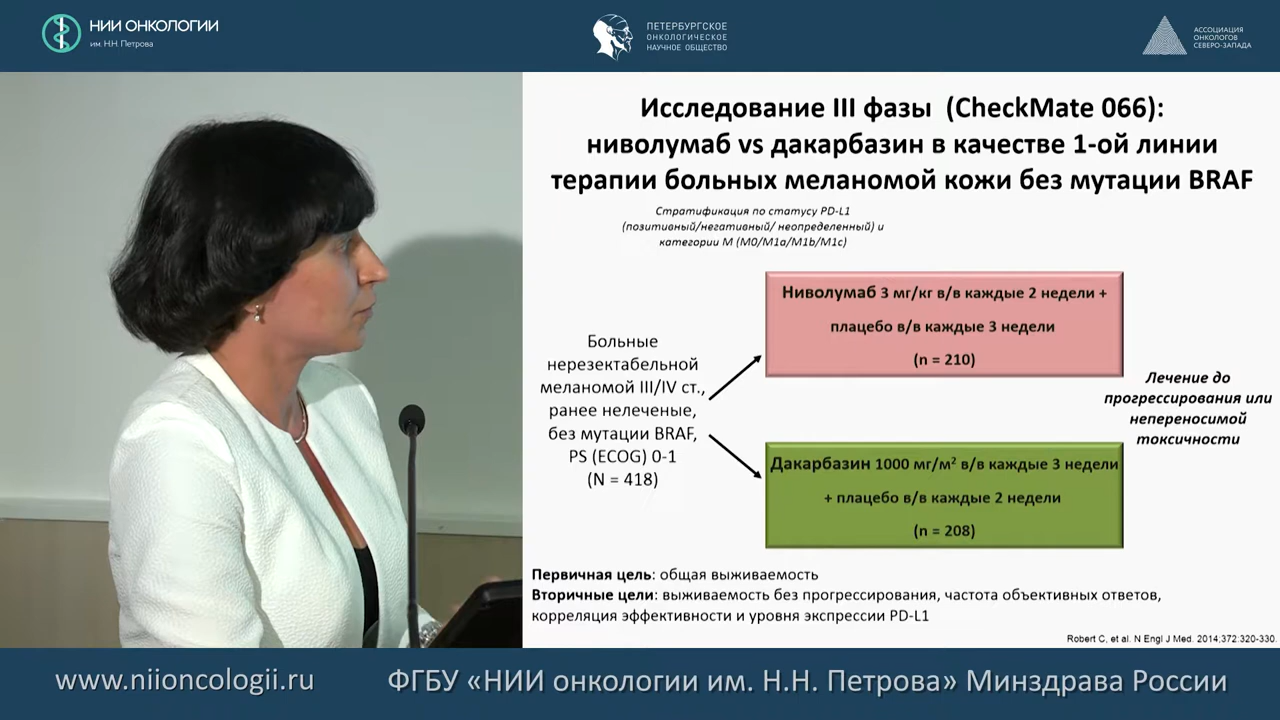 НИИ ОНКОЛОГИИ
им. Н.Н. Петрова
ПЕТЕРБУРГСКОЕ
ОНКОЛОГИЧЕСКОЕ
НАУЧНОЕ ОБЩЕСТВО
АССОЦИАЦИЯ
ОНКОЛОГОВ
СЕВЕРО-ЗАПАДА
Исследование III фазы (CheckMate 066):
ниволумаб vs дакарбазин в качестве 1-ой линии
терапии больных меланомой кожи без мутации BRAF
Стратификация по статусу PD-L1
(позитивный/негативный/ неопределенный) и
категории М (M0/M1a/M1b/M1c)
Ниволумаб 3 мг/кг в/в каждые 2 недели +
плацебо в/в каждые 3 недели
(n = 210)
Больные
нерезектабельной
меланомой III/IV ст.,
ранее нелеченые,
без мутации BRAF,
PS (ECOG) 0-1
(N = 418)
Лечение до
прогрессирования или
непереносимой
токсичности
Дакарбазин 1000 мг/м² в/в каждые 3 недели
+ плацебо в/в каждые 2 недели
(n = 208)
Первичная цель: общая выживаемость
Вторичные цели: выживаемость без прогрессирования, частота объективных ответов,
корреляция эффективности и уровня экспрессии PD-L1
Robert C, et al. N Engl J Med. 2014;372:320-330.
www.niioncologii.ru
ФГБУ «НИИ онкологии им. Н.Н. Петрова» Минздрава России